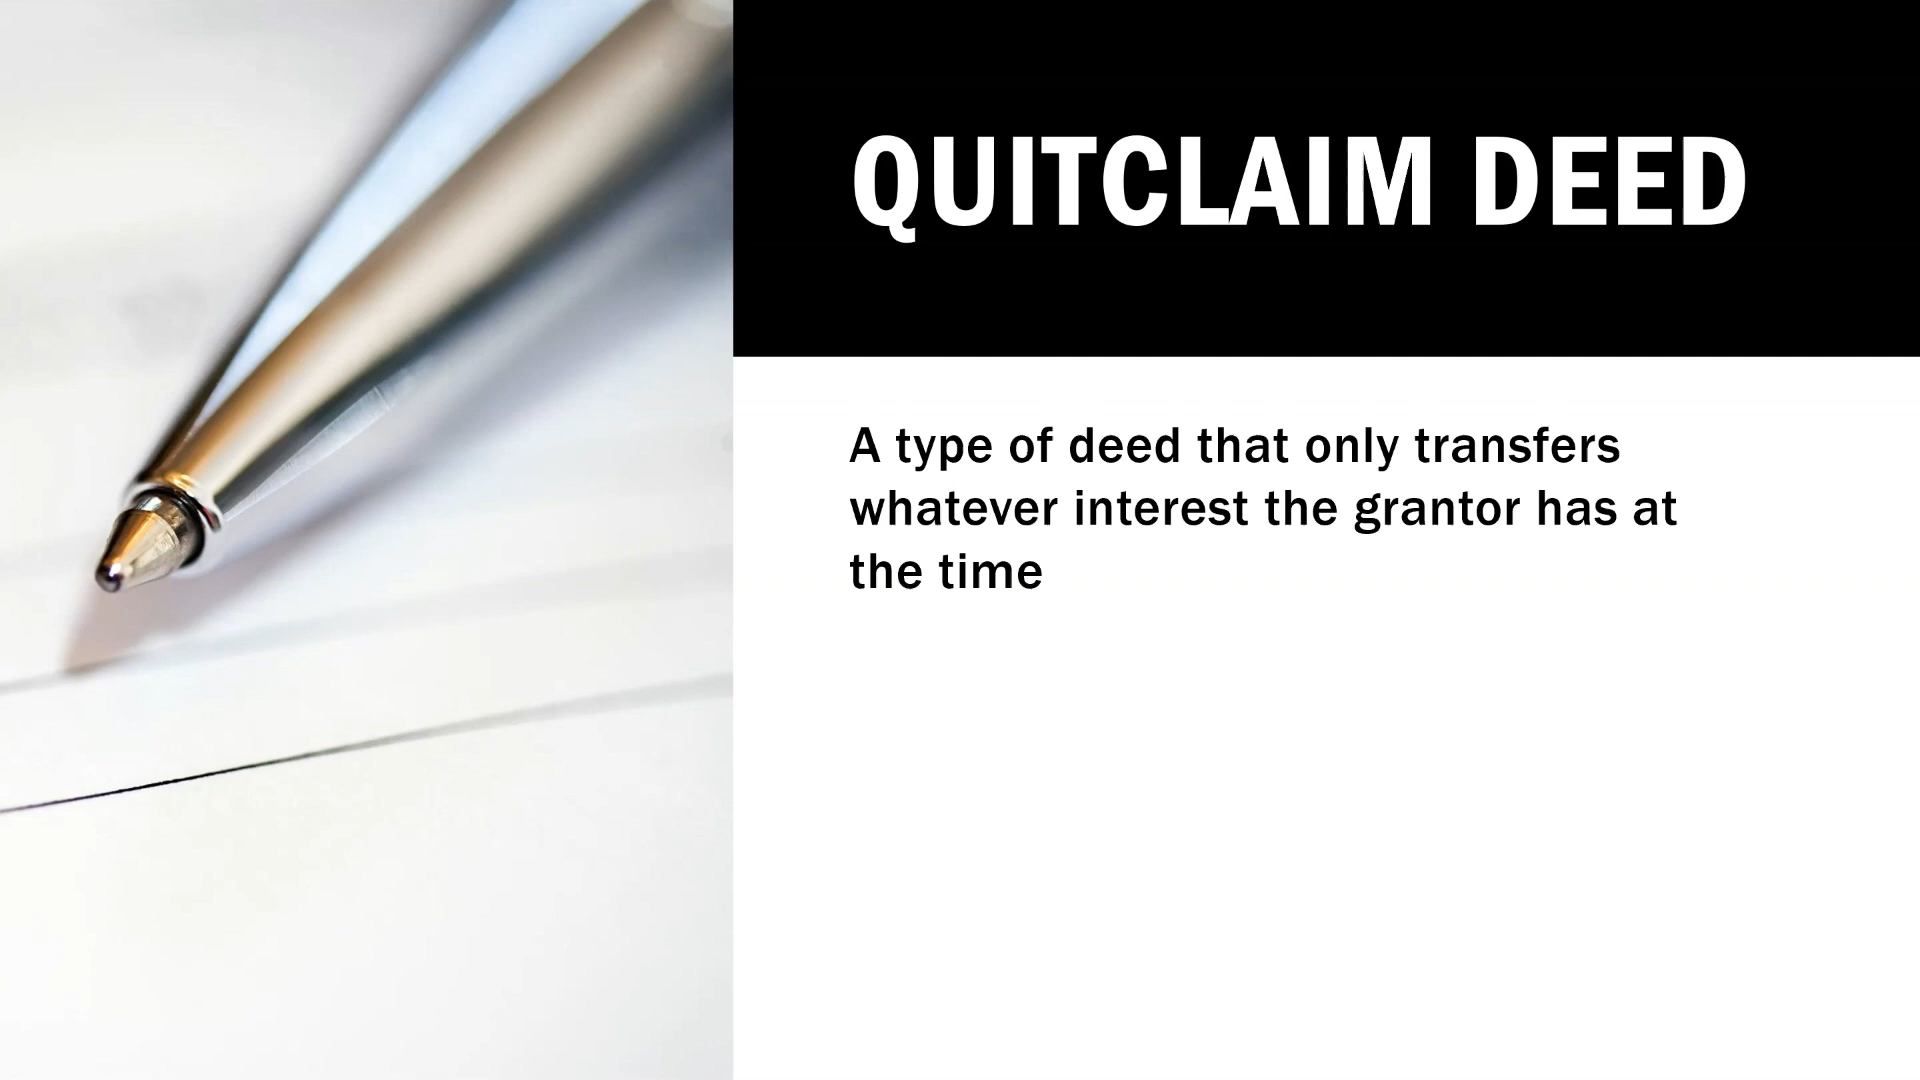 QUITCLAIM DEED
A type of deed that only transfers
whatever interest the grantor has at
the time